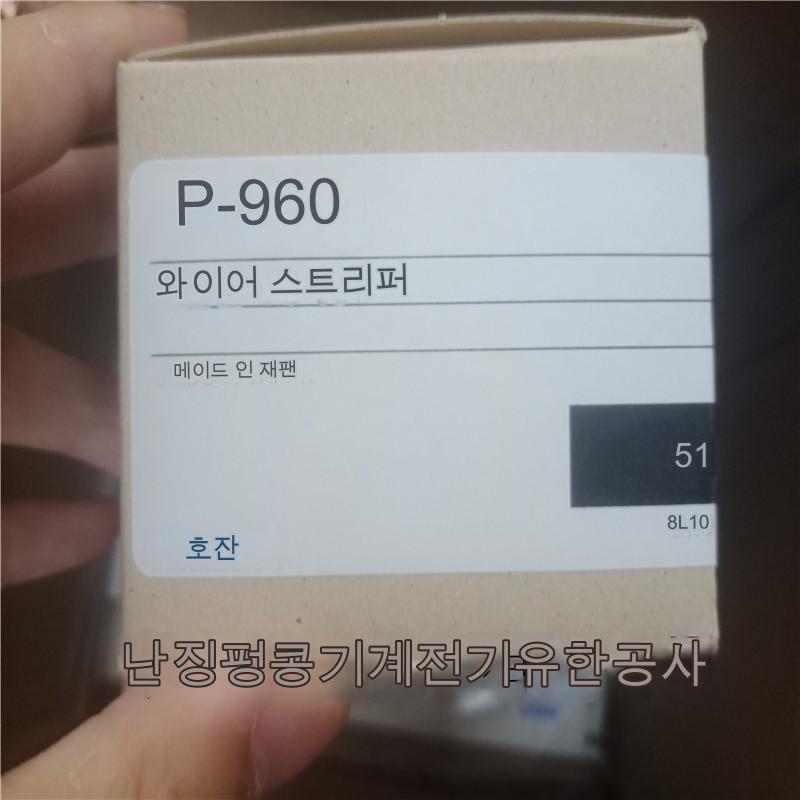 P-960
와이어 스트리퍼
메이드 인 재팬
51
8L10
호잔
난징펑콩기계전기유한공사